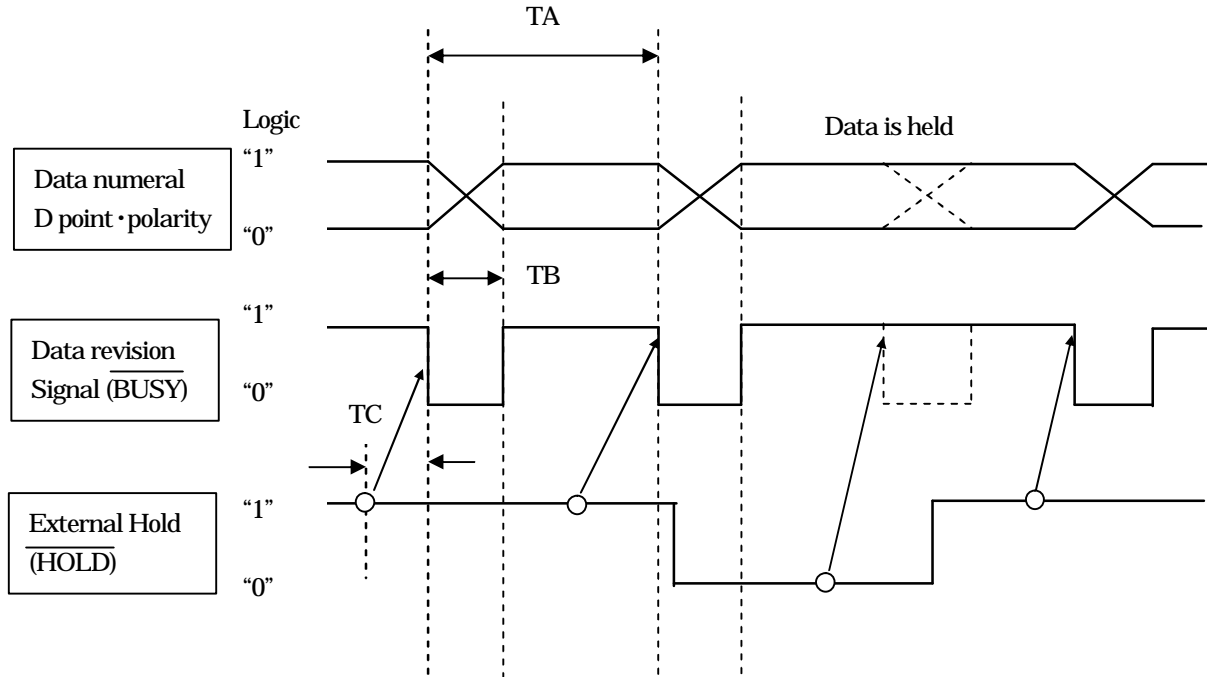 TA
Logic
Data is held
“1”
Data numeral
D point・polarity
“0”
TB
“1”
Data revision
Signal (BUSY)
“0”
TC
“1”
External Hold
(HOLD)
“0”